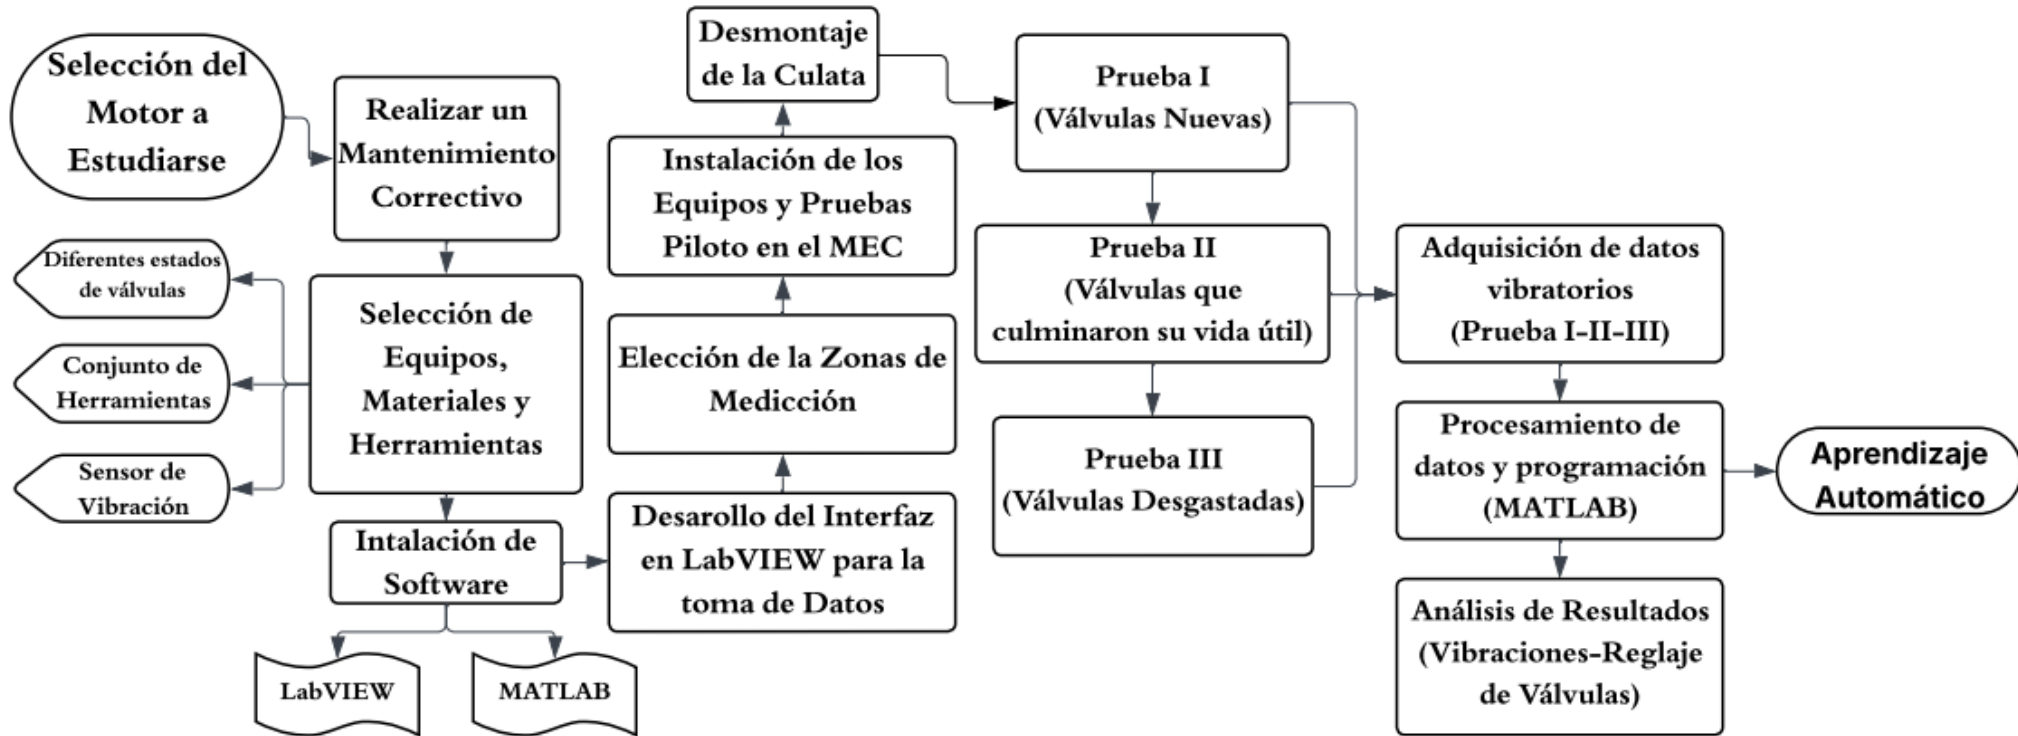 Selección del
Motor a
Estudiarse
Realizar un
Mantenimiento
Correctivo
Diferentes estados
de válvulas
Conjunto de
Herramientas
Sensor de
Vibración
Selección de
Equipos,
Materiales y
Herramientas
Intalación de
Software
LabVIEW
MATLAB
Desarollo del Interfaz
en LabVIEW para la
toma de Datos
Elección de la Zonas de
Medicción
Instalación de los
Equipos y Pruebas
Piloto en el MEC
Desmontaje
de la Culata
Prueba I
(Válvulas Nuevas)
Prueba II
(Válvulas que
culminaron su vida útil)
Prueba III
(Válvulas Desgastadas)
Adquisición de datos
vibratorios
(Prueba I-II-III)
Procesamiento de
datos y programación
(MATLAB)
Aprendizaje
Automático
Análisis de Resultados
(Vibraciones-Reglaje
de Válvulas)